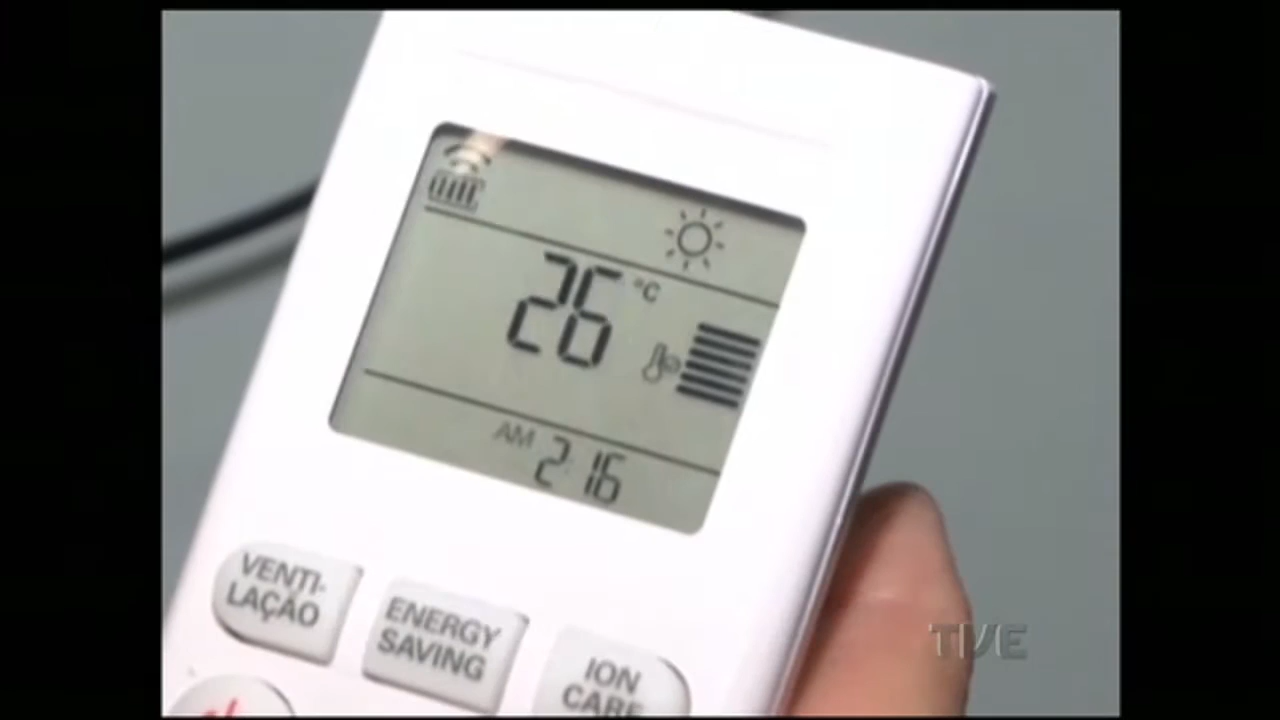 26 °C
AM 2:16
VENTI-
LAÇÃO
ENERGY
SAVING
ION
CARE
TVE